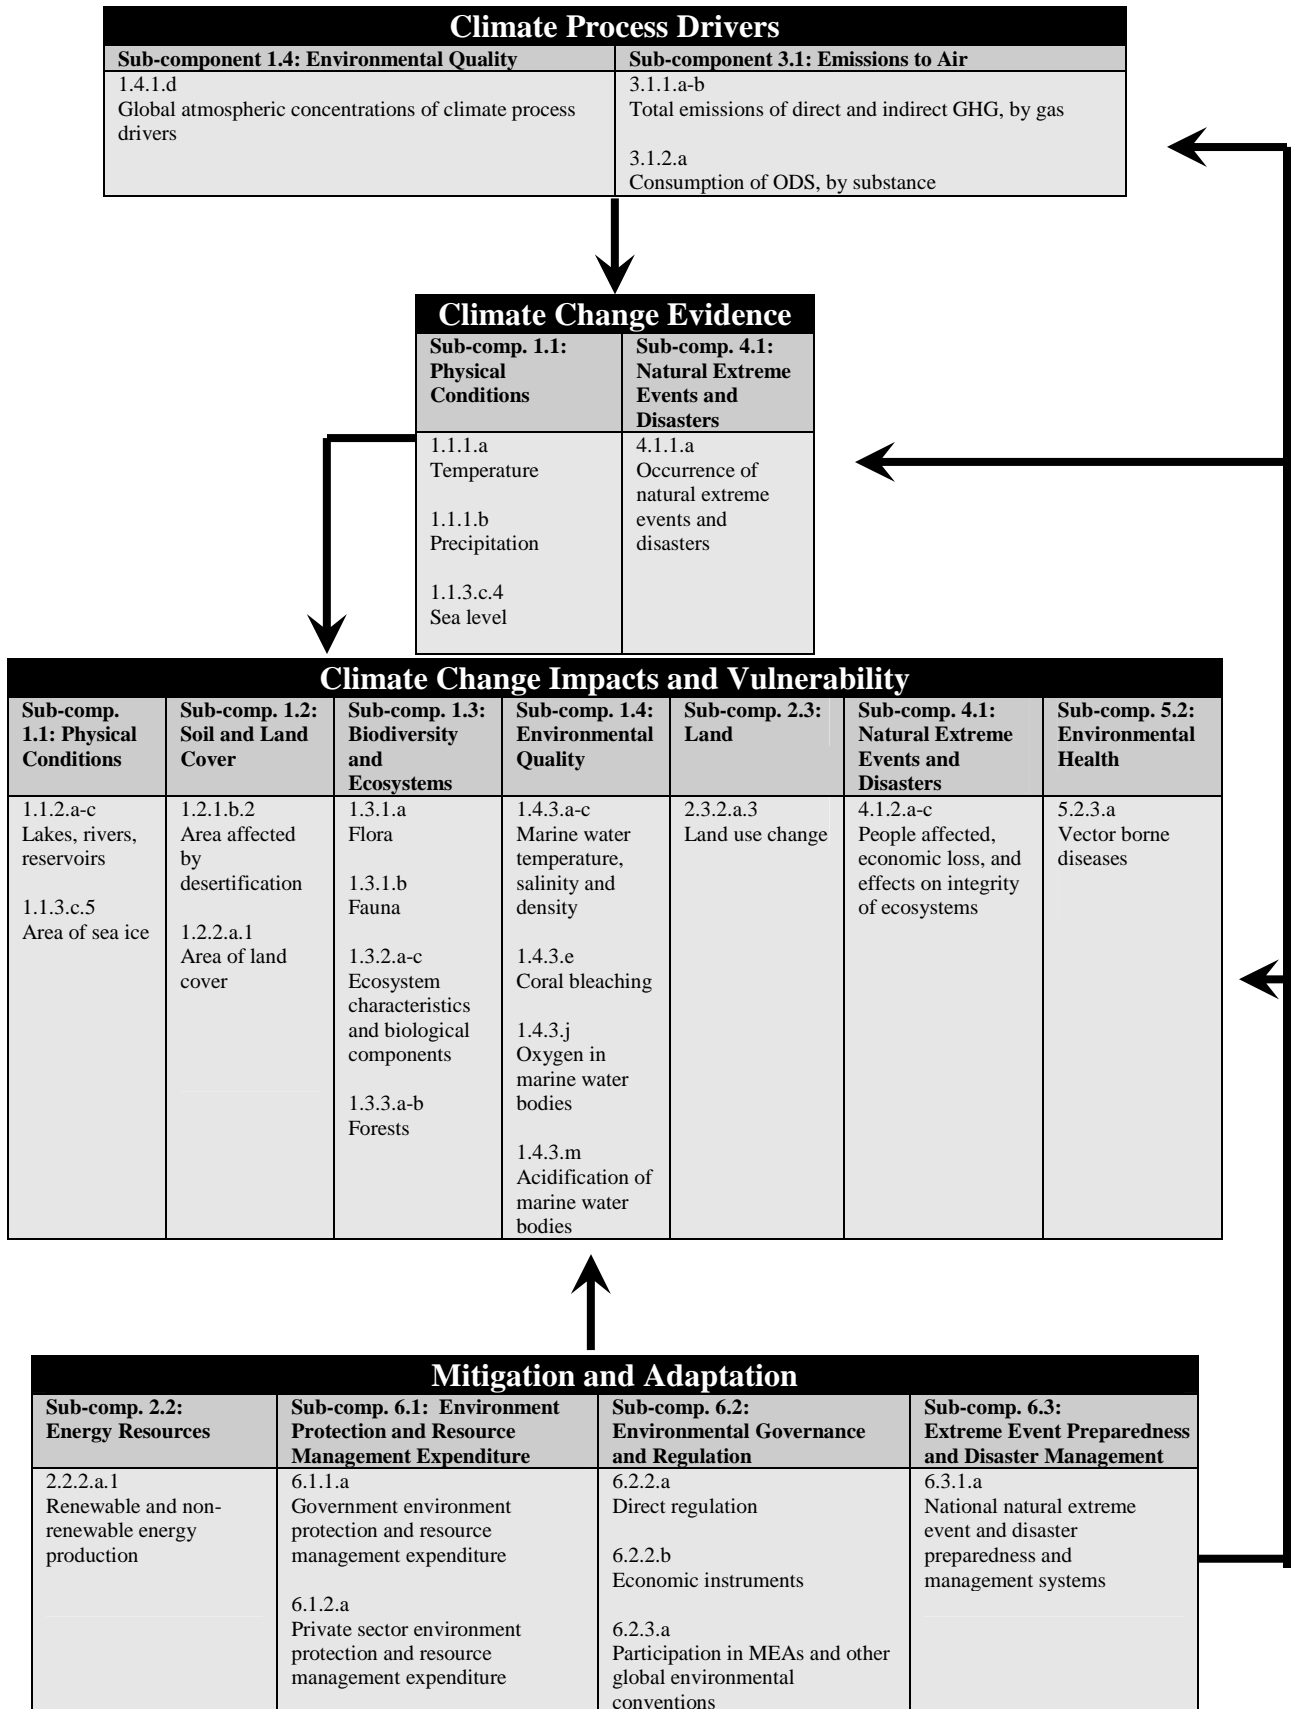 Climate Process Drivers
Sub-component 1.4: Environmental Quality
1.4.1.d
Global atmospheric concentrations of climate process
drivers
Sub-component 3.1: Emissions to Air
3.1.1.a-b
Total emissions of direct and indirect GHG, by gas
3.1.2.a
Consumption of ODS, by substance
Climate Change Evidence
Sub-comp. 1.1:
Physical
Conditions
1.1.1.a
Temperature
1.1.1.b
Precipitation
1.1.3.c.4
Sea level
Sub-comp. 4.1:
Natural Extreme
Events and
Disasters
4.1.1.a
Occurrence of
natural extreme
events and
disasters
Climate Change Impacts and Vulnerability
Sub-comp.
1.1: Physical
Conditions
1.1.2.a-c
Lakes, rivers,
reservoirs
1.1.3.c.5
Area of sea ice
Sub-comp. 1.2:
Soil and Land
Cover
1.2.1.b.2
Area affected
by
desertification
1.2.2.a.1
Area of land
cover
Sub-comp. 1.3:
Biodiversity
and
Ecosystems
1.3.1.a
Flora
1.3.1.b
Fauna
1.3.2.a-c
Ecosystem
characteristics
and biological
components
1.3.3.a-b
Forests
Sub-comp. 1.4:
Environmental
Quality
1.4.3.a-c
Marine water
temperature,
salinity and
density
1.4.3.e
Coral bleaching
1.4.3.j
Oxygen in
marine water
bodies
1.4.3.m
Acidification of
marine water
bodies
Sub-comp. 2.3:
Land
2.3.2.a.3
Land use change
Sub-comp. 4.1:
Natural Extreme
Events and
Disasters
4.1.2.a-c
People affected,
economic loss, and
effects on integrity
of ecosystems
Sub-comp. 5.2:
Environmental
Health
5.2.3.a
Vector borne
diseases
Mitigation and Adaptation
Sub-comp. 2.2:
Energy Resources
2.2.2.a.1
Renewable and non-
renewable energy
production
Sub-comp. 6.1: Environment
Protection and Resource
Management Expenditure
6.1.1.a
Government environment
protection and resource
management expenditure
6.1.2.a
Private sector environment
protection and resource
management expenditure
Sub-comp. 6.2:
Environmental Governance
and Regulation
6.2.2.a
Direct regulation
6.2.2.b
Economic instruments
6.2.3.a
Participation in MEAs and other
global environmental
conventions
Sub-comp. 6.3:
Extreme Event Preparedness
and Disaster Management
6.3.1.a
National natural extreme
event and disaster
preparedness and
management systems